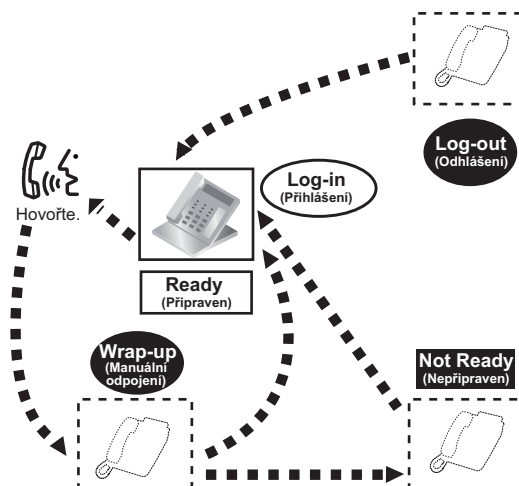 Log-out
(Odhlášení)
Log-in
(Přihlášení)
Hovořte.
Ready
(Připraven)
Wrap-up
(Manuální
odpojení)
Not Ready
(Nepřipraven)